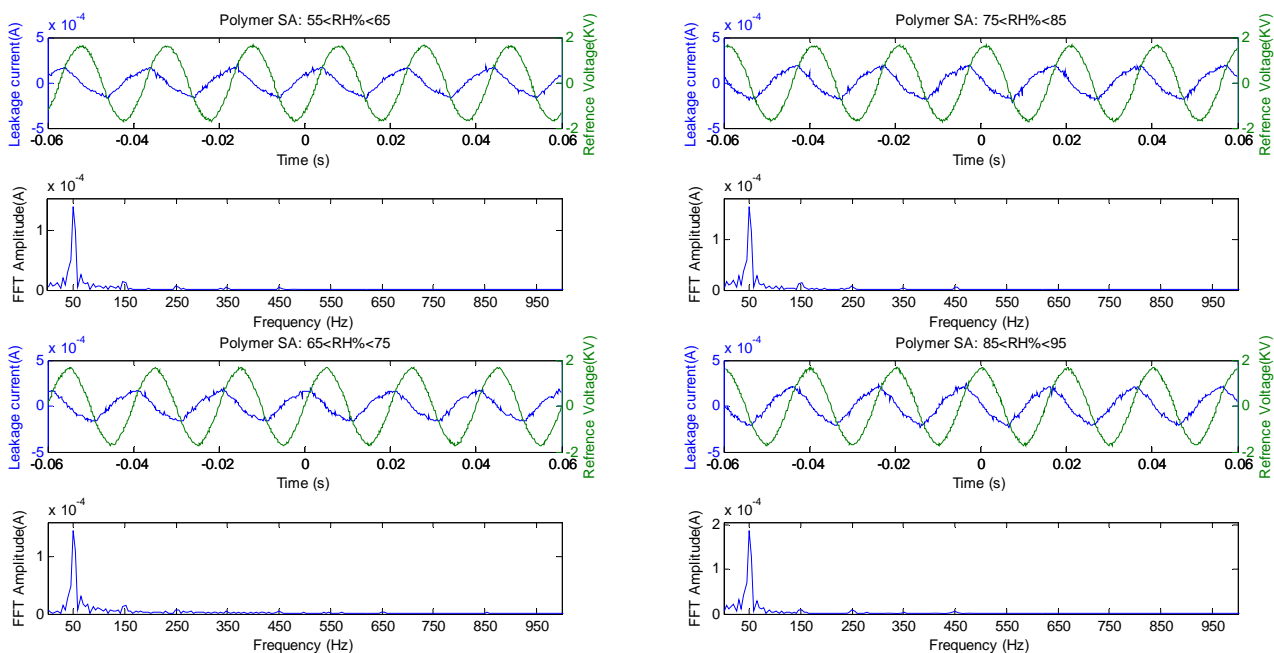 x 10-4
Polymer SA: 55<RH%<65
Leakage current(A)
5
0
-5
2
0
-2
Refrence Voltage(KV)
-0.06 -0.04 -0.02 0 0.02 0.04 0.06
Time (s)
x 10-4
FFT Amplitude(A)
1
0
50 150 250 350 450 550 650 750 850 950
Frequency (Hz)
x 10-4
Polymer SA: 65<RH%<75
Leakage current(A)
5
0
-5
2
0
-2
Refrence Voltage(KV)
-0.06 -0.04 -0.02 0 0.02 0.04 0.06
Time (s)
x 10-4
FFT Amplitude(A)
1
0
50 150 250 350 450 550 650 750 850 950
Frequency (Hz)
x 10-4
Polymer SA: 75<RH%<85
Leakage current(A)
5
0
-5
2
0
-2
Refrence Voltage(KV)
-0.06 -0.04 -0.02 0 0.02 0.04 0.06
Time (s)
x 10-4
FFT Amplitude(A)
1
0
50 150 250 350 450 550 650 750 850 950
Frequency (Hz)
x 10-4
Polymer SA: 85<RH%<95
Leakage current(A)
5
0
-5
2
0
-2
Refrence Voltage(KV)
-0.06 -0.04 -0.02 0 0.02 0.04 0.06
Time (s)
x 10-4
FFT Amplitude(A)
2
1
0
50 150 250 350 450 550 650 750 850 950
Frequency (Hz)